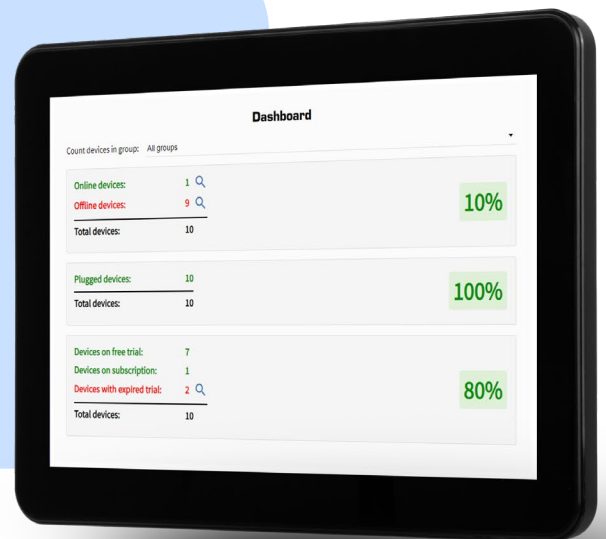 Dashboard
Count devices in group: All groups
Online devices: 1
Offline devices: 9
Total devices: 10
10%
Plugged devices: 10
Total devices: 10
100%
Devices on free trial: 7
Devices on subscription: 1
Devices with expired trial: 2
Total devices: 10
80%